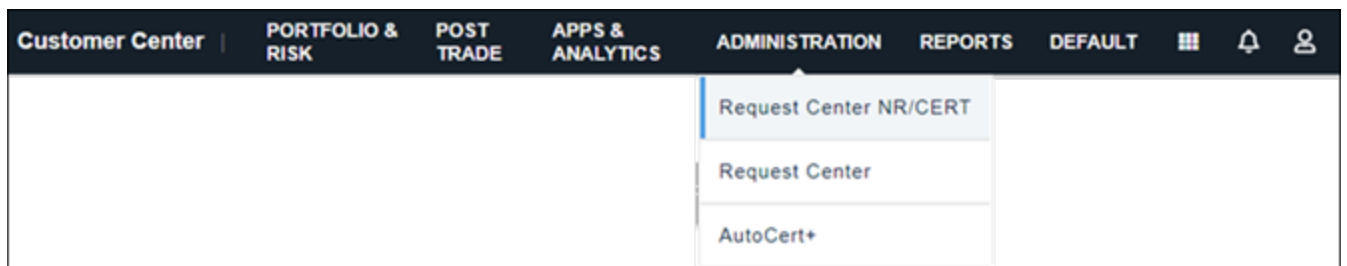 Customer Center |
PORTFOLIO &
RISK
POST
TRADE
APPS &
ANALYTICS
ADMINISTRATION
REPORTS
DEFAULT
Request Center NR/CERT
Request Center
AutoCert+